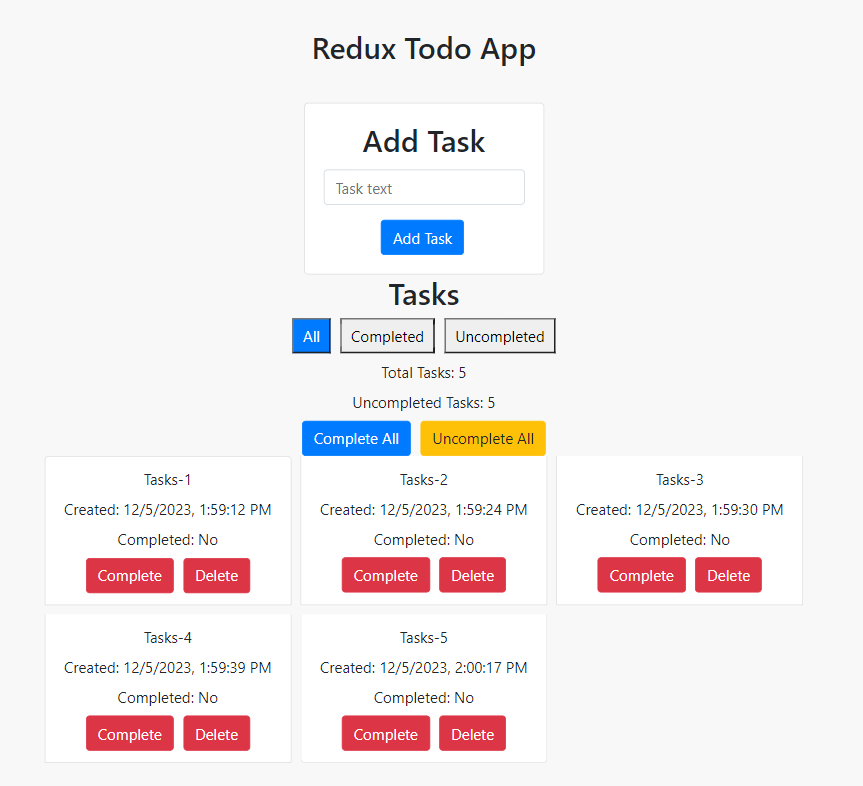 Redux Todo App
Add Task
Task text
Add Task
Tasks
All Completed Uncompleted
Total Tasks: 5
Uncompleted Tasks: 5
Complete All Uncomplete All
Tasks-1
Created: 12/5/2023, 1:59:12 PM
Completed: No
Complete Delete
Tasks-2
Created: 12/5/2023, 1:59:24 PM
Completed: No
Complete Delete
Tasks-3
Created: 12/5/2023, 1:59:30 PM
Completed: No
Complete Delete
Tasks-4
Created: 12/5/2023, 1:59:39 PM
Completed: No
Complete Delete
Tasks-5
Created: 12/5/2023, 2:00:17 PM
Completed: No
Complete Delete